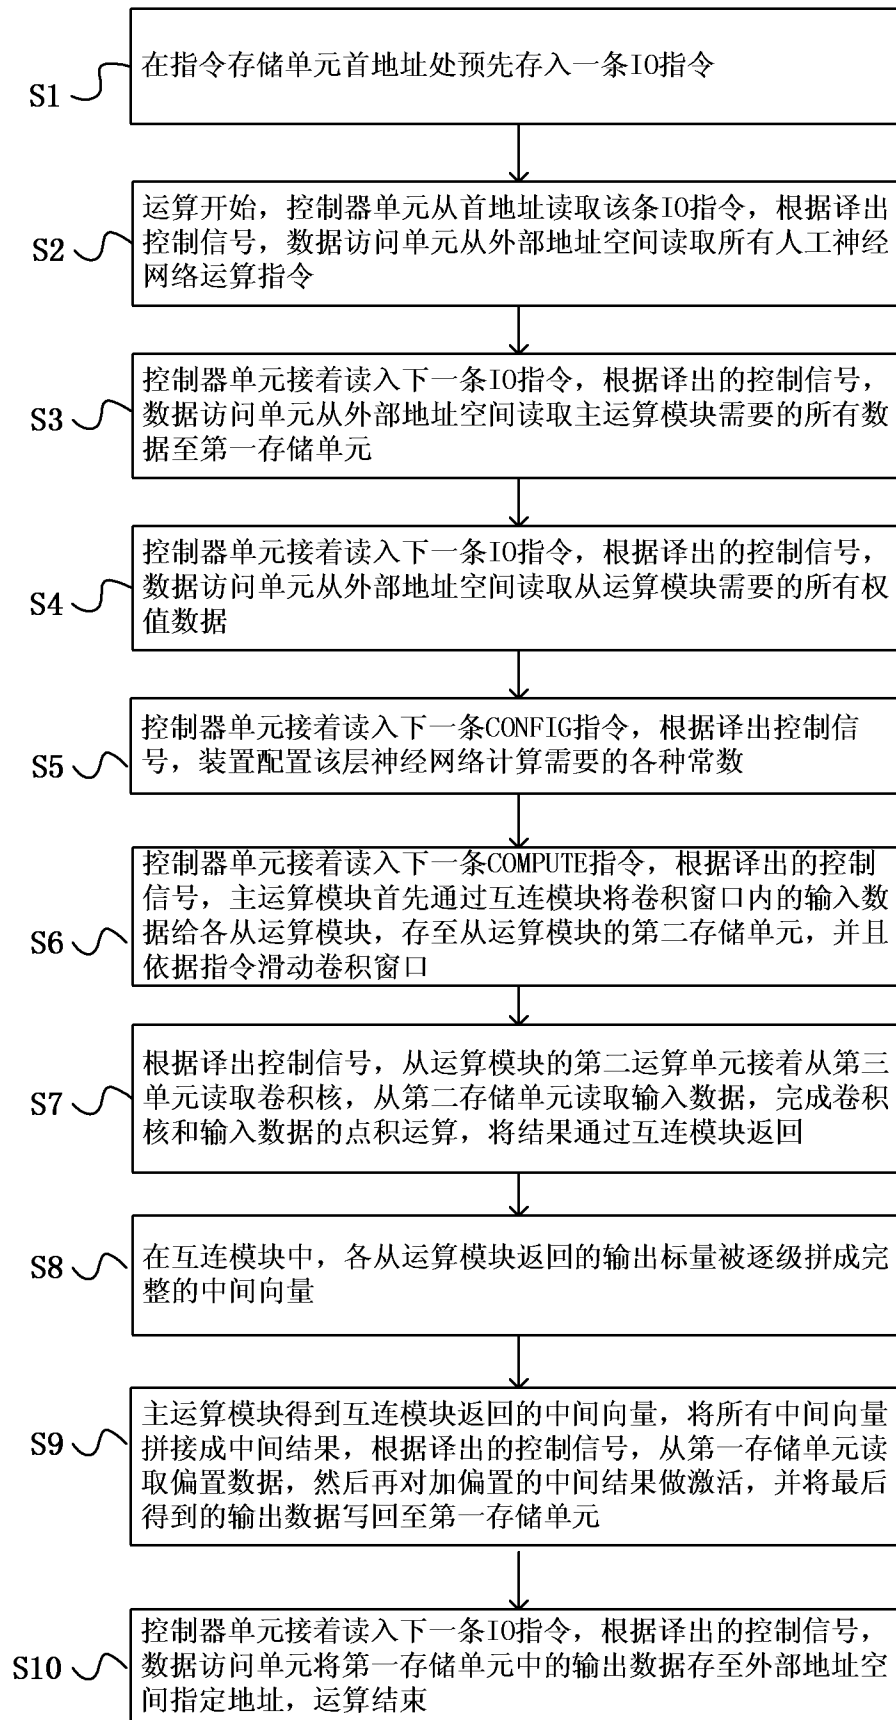 S1
在指令存储单元首地址处预先存入一条IO指令
S2
运算开始，控制器单元从首地址读取该条IO指令，根据译出
控制信号，数据访问单元从外部地址空间读取所有人工神经
网络运算指令
S3
控制器单元接着读入下一条IO指令，根据译出的控制信号，
数据访问单元从外部地址空间读取主运算模块需要的所有数
据至第一存储单元
S4
控制器单元接着读入下一条IO指令，根据译出的控制信号，
数据访问单元从外部地址空间读取从运算模块需要的所有权
值数据
S5
控制器单元接着读入下一条CONFIG指令，根据译出控制信
号，装置配置该层神经网络计算需要的各种常数
S6
控制器单元接着读入下一条COMPUTE指令，根据译出的控制
信号，主运算模块首先通过互连模块将卷积窗口内的输入数
据给各从运算模块，存至从运算模块的第二存储单元，并且
依据指令滑动卷积窗口
S7
根据译出控制信号，从运算模块的第二运算单元接着从第三
单元读取卷积核，从第二存储单元读取输入数据，完成卷积
核和输入数据的点积运算，将结果通过互连模块返回
S8
在互连模块中，各从运算模块返回的输出标量被逐级拼成完
整的中间向量
S9
主运算模块得到互连模块返回的中间向量，将所有中间向量
拼接成中间结果，根据译出的控制信号，从第一存储单元读
取偏置数据，然后再对加偏置的中间结果做激活，并将最后
得到的输出数据写回至第一存储单元
S10
控制器单元接着读入下一条IO指令，根据译出的控制信号，
数据访问单元将第一存储单元中的输出数据存至外部地址空
间指定地址，运算结束